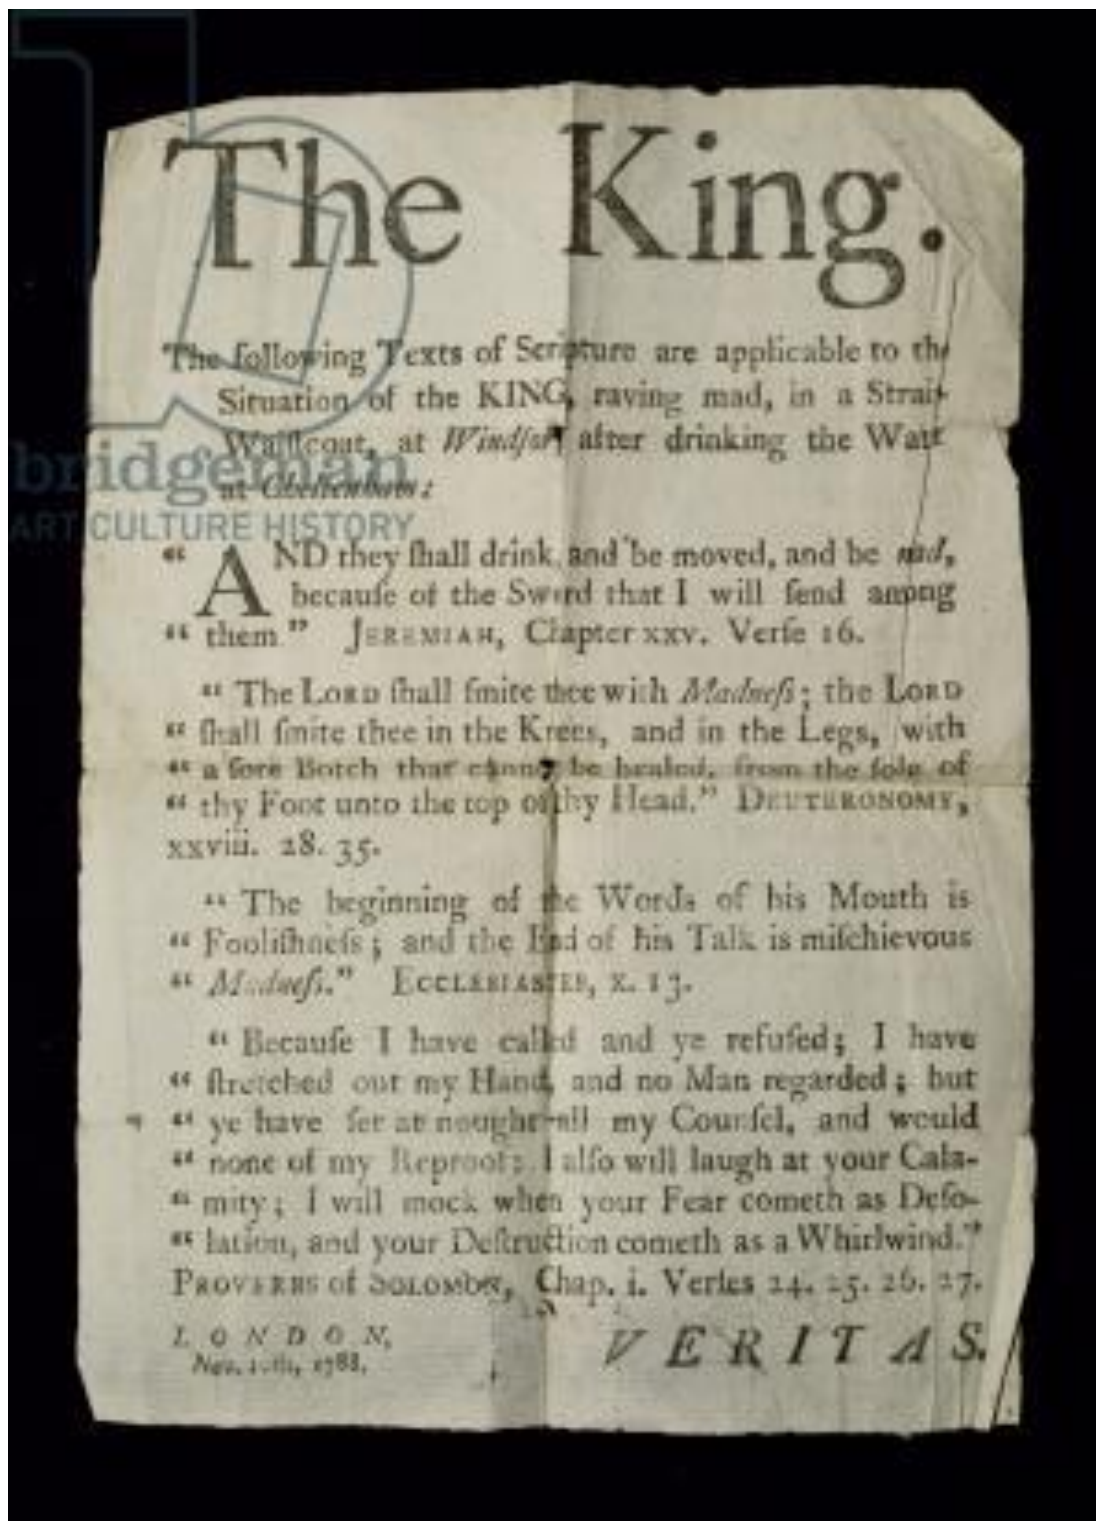 The King.
The following Texts of Scripture are applicable to the
Situation of the KING, raving mad, in a Strait
Waiſtcoat, at Windſor, after drinking the
at Cheltenham:
“ AND they ſhall drink and be moved, and be mad,
becauſe of the Sword that I will ſend among
“ them.” JEREMIAH, Chapter xxv. Verſe 16.
“ The LORD ſhall ſmite thee with Madneſs; the LORD
“ ſhall ſmite thee in the Knees, and in the Legs, with
“ a ſore Botch that cannot be healed, from the ſole of
“ thy Foot unto the top of thy Head.” DEUTERONOMY,
xxviii. 28. 35.
“ The beginning of the Words of his Mouth is
“ Fooliſhneſs; and the End of his Talk is miſchievous
“ Madneſs.” ECCLESIASTES, x. 13.
“ Becauſe I have called and ye refuſed; I have
“ ſtretched out my Hand, and no Man regarded; but
“ ye have ſet at nought all my Counſel, and would
“ none of my Reproof: I alſo will laugh at your Cala-
“ mity; I will mock when your Fear cometh as Deſo-
“ lation, and your Deſtruction cometh as a Whirlwind.”
PROVERBS of SOLOMON, Chap. i. Verſes 24. 25. 26. 27.
LONDON,
Nov. 1788.
VERITAS.
bridgeman
ART CULTURE HISTORY